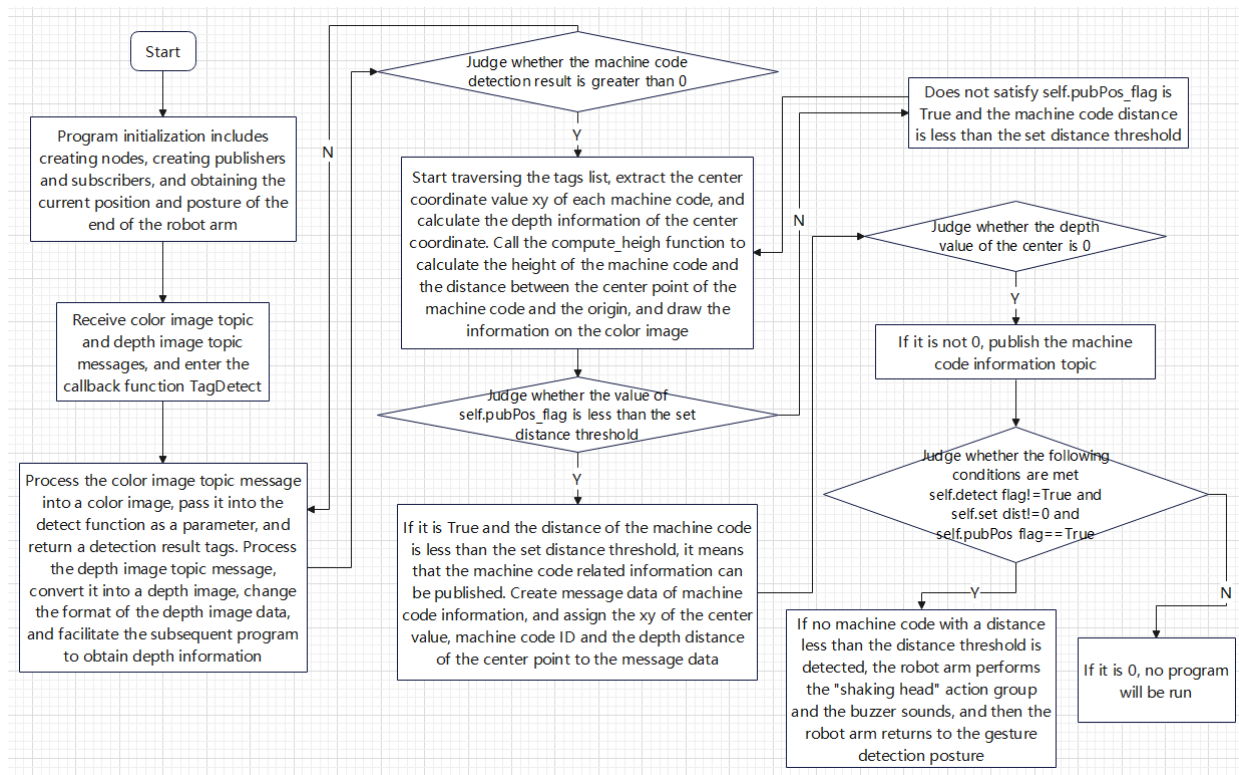 Start
Program initialization includes
creating nodes, creating publishers
and subscribers, and obtaining the
current position and posture of the
end of the robot arm
Receive color image topic
and depth image topic
messages, and enter the
callback function TagDetect
Process the color image topic message
into a color image, pass it into the
detect function as a parameter, and
return a detection result tags. Process
the depth image topic message,
convert it into a depth image, change
the format of the depth image data,
and facilitate the subsequent program
to obtain depth information
N
Judge whether the machine code
detection result is greater than 0
Y
Start traversing the tags list, extract the center
coordinate value xy of each machine code, and
calculate the depth information of the center
coordinate. Call the compute_heigh function to
calculate the height of the machine code and
the distance between the center point of the
machine code and the origin, and draw the
information on the color image
Judge whether the value of
self.pubPos_flag is less than the set
distance threshold
Y
If it is True and the distance of the machine code
is less than the set distance threshold, it means
that the machine code related information can
be published. Create message data of machine
code information, and assign the xy of the center
value, machine code ID and the depth distance
of the center point to the message data
N
Does not satisfy self.pubPos_flag is
True and the machine code distance
is less than the set distance threshold
Judge whether the depth
value of the center is 0
Y
If it is not 0, publish the machine
code information topic
Judge whether the following
conditions are met
self.detect flag!=True and
self.set dist!=0 and
self.pubPos flag==True
Y
N
If no machine code with a distance
less than the distance threshold is
detected, the robot arm performs
the "shaking head" action group
and the buzzer sounds, and then the
robot arm returns to the gesture
detection posture
If it is 0, no program
will be run